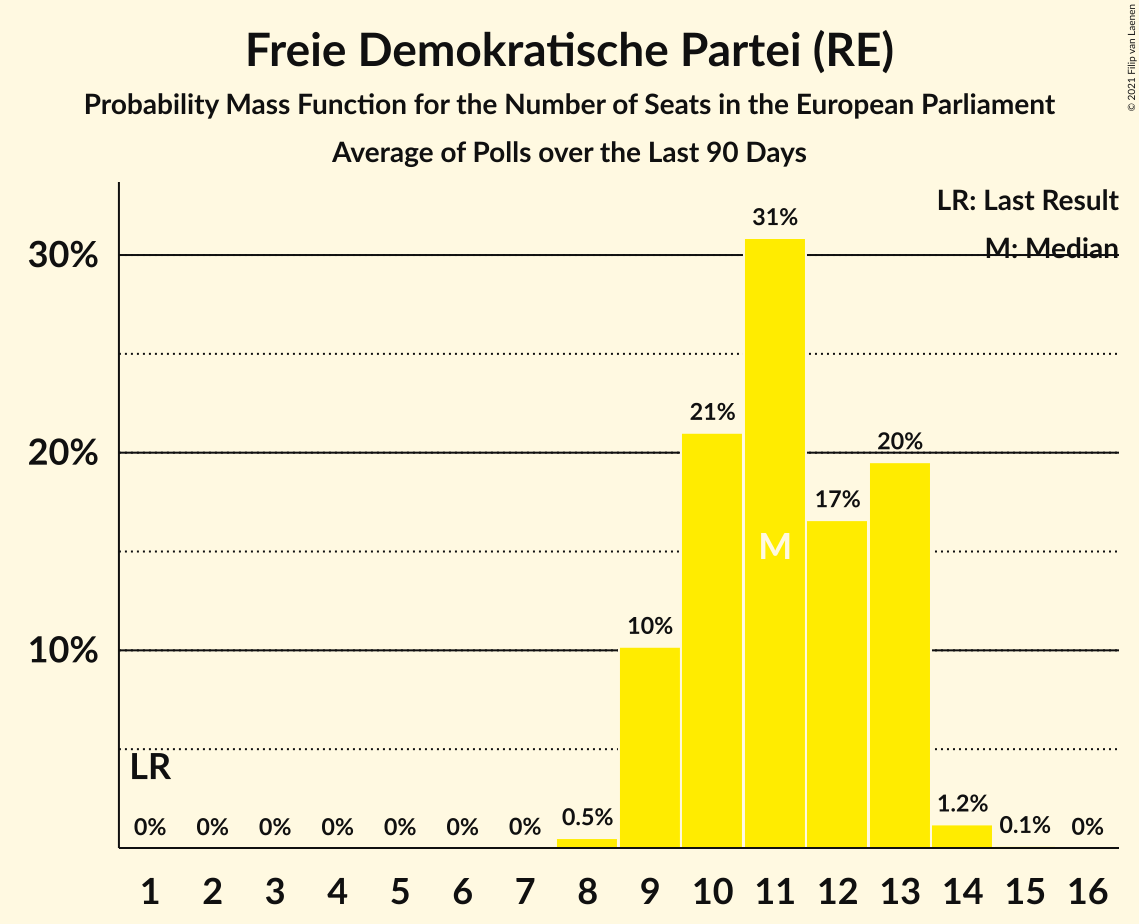 Freie Demokratische Partei (RE)
Probability Mass Function for the Number of Seats in the European Parliament
Average of Polls over the Last 90 Days
© 2021 Filip van Laenen
LR: Last Result
M: Median
30%
20%
10%
31%
21%
20%
17%
M
10%
LR
0% 0% 0% 0% 0% 0% 0% 0.5% 1.2% 0.1% 0%
1 2 3 4 5 6 7 8 9 10 11 12 13 14 15 16